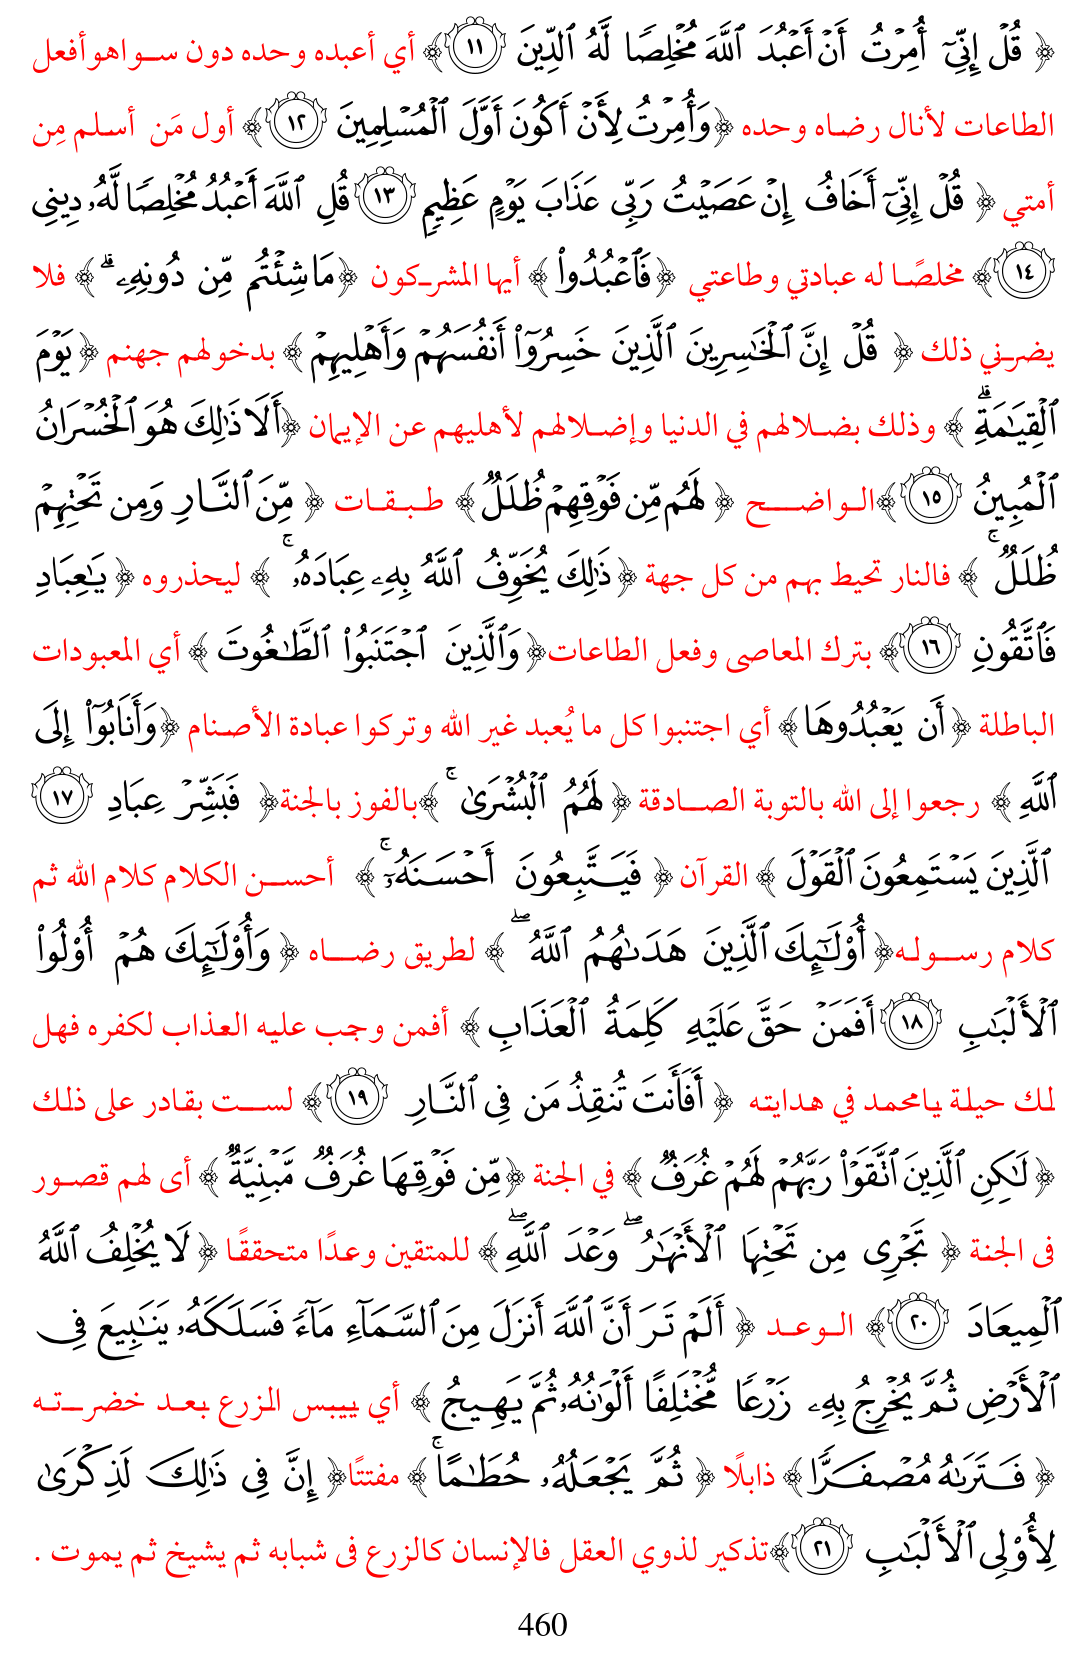 ﴿ قُلْ إِنِّيٓ أُمِرْتُ أَنْ أَعْبُدَ ٱللَّهَ مُخْلِصًا لَّهُ ٱلدِّينَ ١١﴾ أي أعبده وحده دون سواهوأفعل
الطاعات لأنال رضاه وحده ﴿وَأُمِرْتُ لِأَنْ أَكُونَ أَوَّلَ ٱلْمُسْلِمِينَ ١٢﴾ أول مَن أسلم مِن
أمتي ﴿ قُلْ إِنِّيٓ أَخَافُ إِنْ عَصَيْتُ رَبِّي عَذَابَ يَوْمٍ عَظِيمٍ ١٣ قُلِ ٱللَّهَ أَعْبُدُ مُخْلِصًا لَّهُۥ دِينِي
١٤﴾ مخلصًا له عبادتي وطاعتي ﴿فَٱعْبُدُوا۟ ﴾ أيها المشركون ﴿مَا شِئْتُم مِّن دُونِهِۦ ۗ﴾ فلا
يضرني ذلك ﴿ قُلْ إِنَّ ٱلْخَٰسِرِينَ ٱلَّذِينَ خَسِرُوٓا۟ أَنفُسَهُمْ وَأَهْلِيهِمْ ﴾ بدخولهم جهنم ﴿يَوْمَ
ٱلْقِيَٰمَةِ ۗ ﴾ وذلك بضلالهم في الدنيا وإضلالهم لأهليهم عن الإيمان ﴿أَلَا ذَٰلِكَ هُوَ ٱلْخُسْرَانُ
ٱلْمُبِينُ ١٥﴾الواضح ﴿ لَهُم مِّن فَوْقِهِمْ ظُلَلٌ ﴾ طبقات ﴿ مِّنَ ٱلنَّارِ وَمِن تَحْتِهِمْ
ظُلَلٌ ۚ ﴾ فالنار تحيط بهم من كل جهة ﴿ذَٰلِكَ يُخَوِّفُ ٱللَّهُ بِهِۦ عِبَادَهُۥ ۚ ﴾ ليحذروه ﴿ يَٰعِبَادِ
فَٱتَّقُونِ ١٦﴾ بترك المعاصى وفعل الطاعات﴿وَٱلَّذِينَ ٱجْتَنَبُوا۟ ٱلطَّٰغُوتَ ﴾ أي المعبودات
الباطلة ﴿أَن يَعْبُدُوهَا﴾ أي اجتنبوا كل ما يُعبد غير الله وتركوا عبادة الأصنام ﴿وَأَنَابُوٓا۟ إِلَى
ٱللَّهِ ﴾ رجعوا إلى الله بالتوبة الصادقة ﴿ لَهُمُ ٱلْبُشْرَىٰ ۚ ﴾بالفوز بالجنة﴿ فَبَشِّرْ عِبَادِ ١٧
ٱلَّذِينَ يَسْتَمِعُونَ ٱلْقَوْلَ ﴾ القرآن ﴿ فَيَتَّبِعُونَ أَحْسَنَهُۥٓ ۚ ﴾ أحسن الكلام كلام الله ثم
كلام رسوله﴿أُو۟لَٰٓئِكَ ٱلَّذِينَ هَدَىٰهُمُ ٱللَّهُ ۖ ﴾ لطريق رضاه ﴿ وَأُو۟لَٰٓئِكَ هُمْ أُو۟لُوا۟
ٱلْأَلْبَٰبِ ١٨ أَفَمَنْ حَقَّ عَلَيْهِ كَلِمَةُ ٱلْعَذَابِ ﴾ أفمن وجب عليه العذاب لكفره فهل
لك حيلة يامحمد في هدايته ﴿ أَفَأَنتَ تُنقِذُ مَن فِي ٱلنَّارِ ١٩﴾ لست بقادر على ذلك
﴿ لَٰكِنِ ٱلَّذِينَ ٱتَّقَوْا۟ رَبَّهُمْ لَهُمْ غُرَفٌ ﴾ في الجنة ﴿مِّن فَوْقِهَا غُرَفٌ مَّبْنِيَّةٌ ﴾ أى لهم قصور
فى الجنة ﴿ تَجْرِي مِن تَحْتِهَا ٱلْأَنْهَٰرُ ۖ وَعْدَ ٱللَّهِ ۖ﴾ للمتقين وعدًا متحققًا ﴿ لَا يُخْلِفُ ٱللَّهُ
ٱلْمِيعَادَ ٢٠﴾ الوعد ﴿ أَلَمْ تَرَ أَنَّ ٱللَّهَ أَنزَلَ مِنَ ٱلسَّمَآءِ مَآءً فَسَلَكَهُۥ يَنَٰبِيعَ فِي
ٱلْأَرْضِ ثُمَّ يُخْرِجُ بِهِۦ زَرْعًا مُّخْتَلِفًا أَلْوَٰنُهُۥ ثُمَّ يَهِيجُ ﴾ أي ييبس الزرع بعد خضرته
﴿ فَتَرَىٰهُ مُصْفَرًّا﴾ ذابلًا ﴿ ثُمَّ يَجْعَلُهُۥ حُطَٰمًا ۚ﴾ مفتتًا﴿ إِنَّ فِي ذَٰلِكَ لَذِكْرَىٰ
لِأُو۟لِي ٱلْأَلْبَٰبِ ٢١﴾تذكير لذوي العقل فالإنسان كالزرع فى شبابه ثم يشيخ ثم يموت .
460